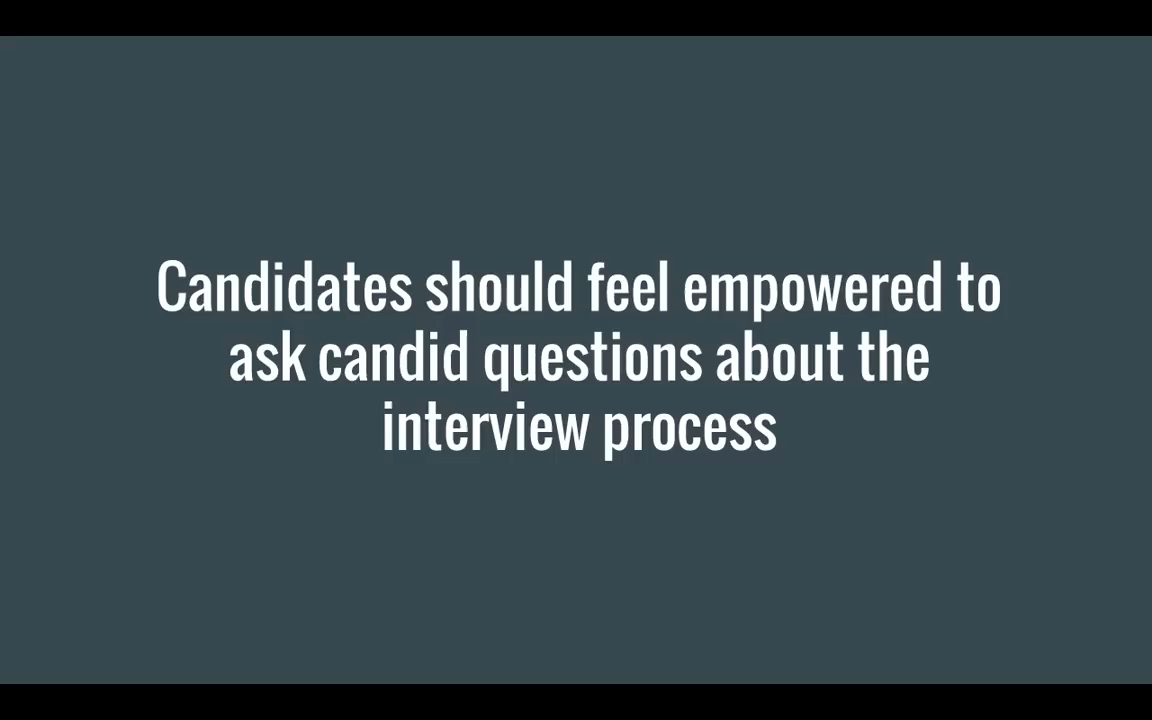 Candidates should feel empowered to
ask candid questions about the
interview process